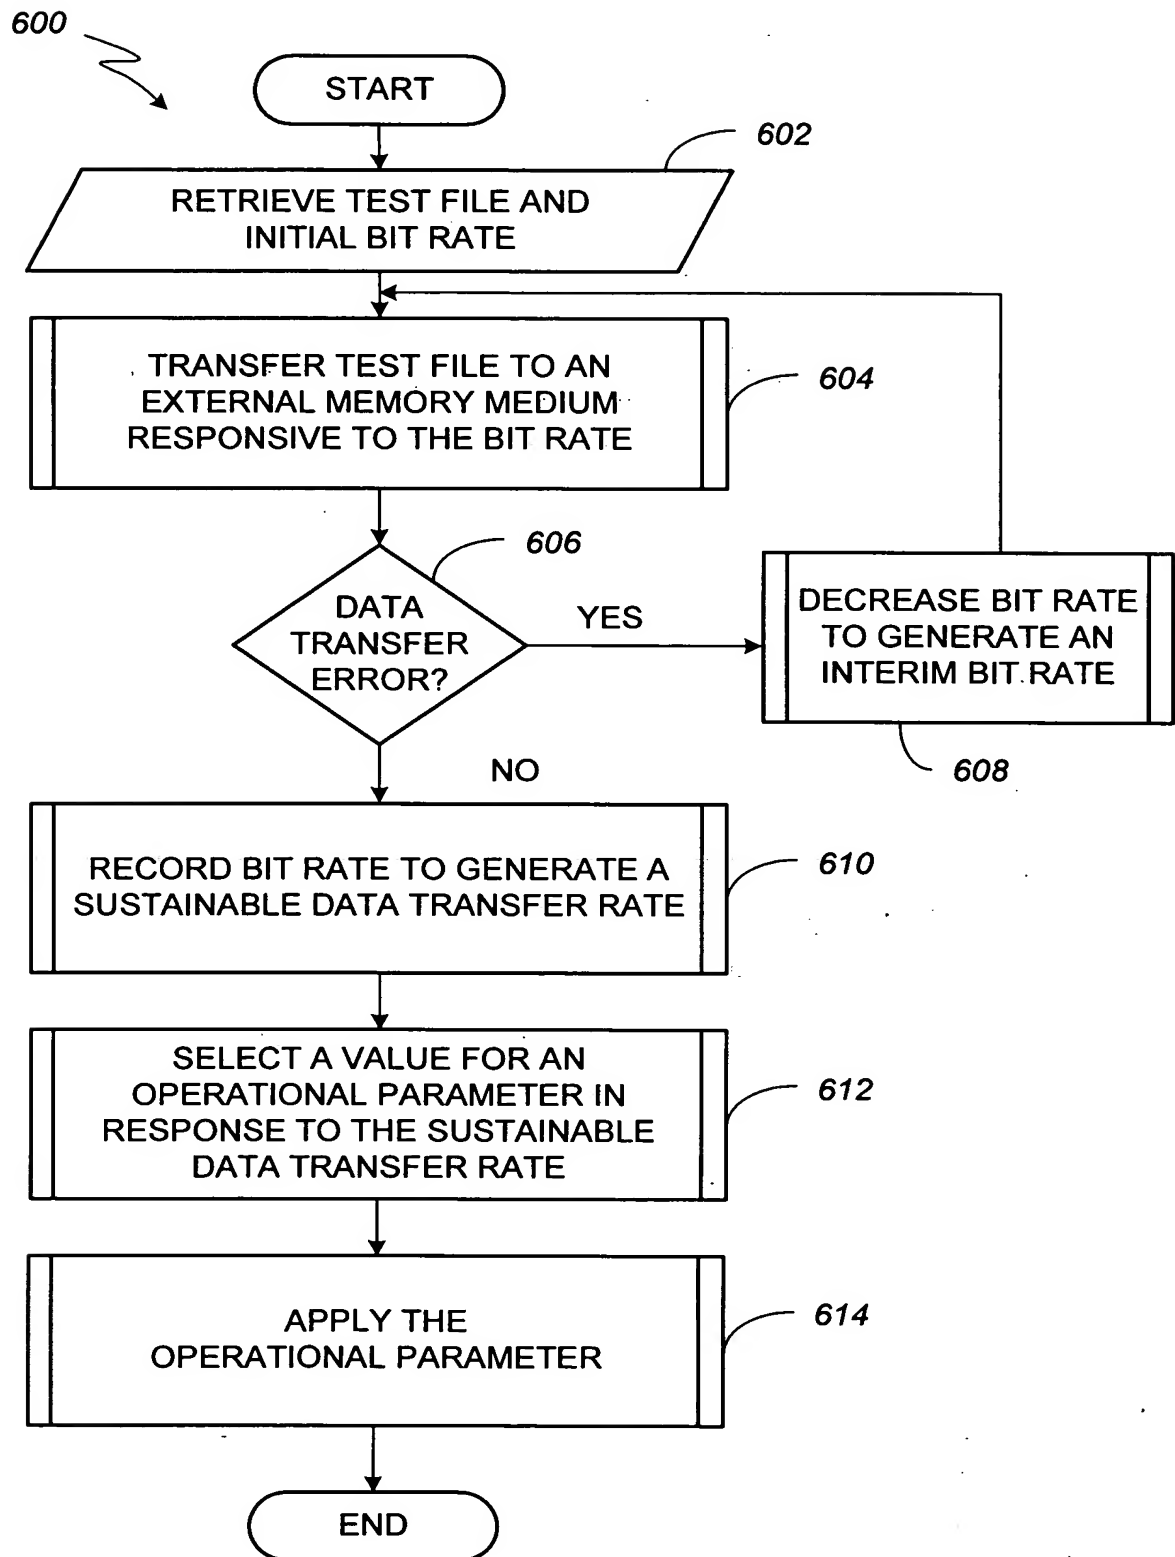 600
START
602
RETRIEVE TEST FILE AND
INITIAL BIT RATE
TRANSFER TEST FILE TO AN
EXTERNAL MEMORY MEDIUM
RESPONSIVE TO THE BIT RATE
604
606
DATA
TRANSFER
ERROR?
YES
DECREASE BIT RATE
TO GENERATE AN
INTERIM BIT RATE
608
NO
RECORD BIT RATE TO GENERATE A
SUSTAINABLE DATA TRANSFER RATE
610
SELECT A VALUE FOR AN
OPERATIONAL PARAMETER IN
RESPONSE TO THE SUSTAINABLE
DATA TRANSFER RATE
612
APPLY THE
OPERATIONAL PARAMETER
614
END